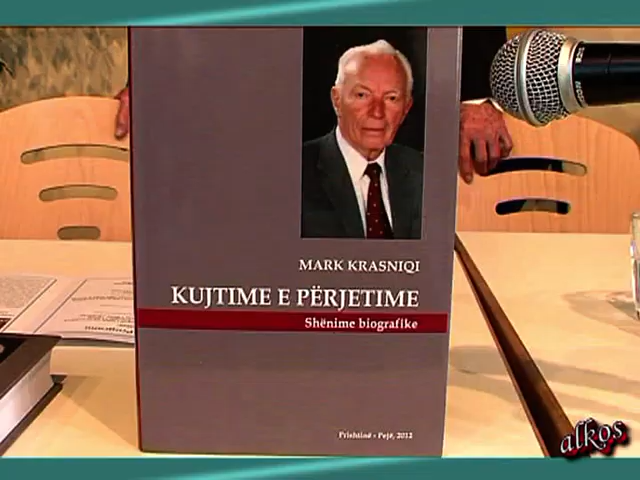 MARK KRASNIQI
KUJTIME E PËRJETIME
Shënime biografike
Prishtinë - Pejë, 2012
alkos